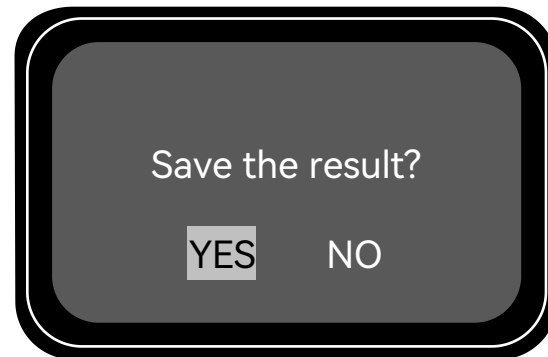 Save the result?
YES NO